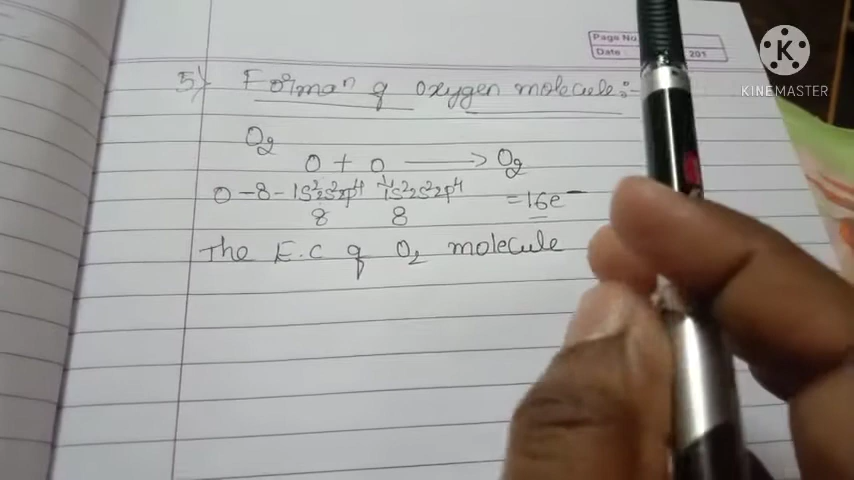 Page No
Date 201
KINEMASTER
5) Formaⁿ of Oxygen molecule:-
O₂
O + O ⟶ O₂
O - 8 - 1s²2s²2p⁴ 1s²2s²2p⁴ = 16e⁻
8 8
The E.C of O₂ molecule